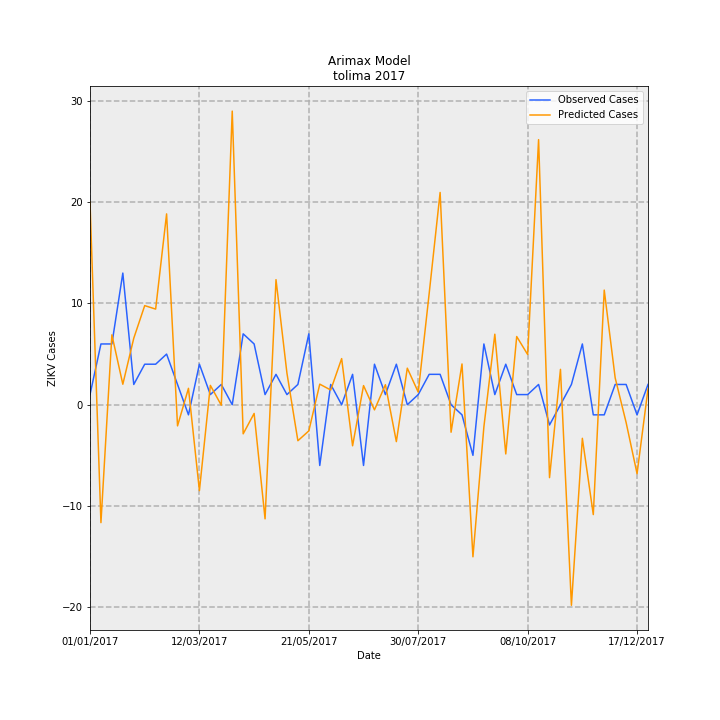 Arimax Model
tolima 2017
Observed Cases
Predicted Cases
30
20
10
0
−10
−20
ZIKV Cases
01/01/2017 12/03/2017 21/05/2017 30/07/2017 08/10/2017 17/12/2017
Date